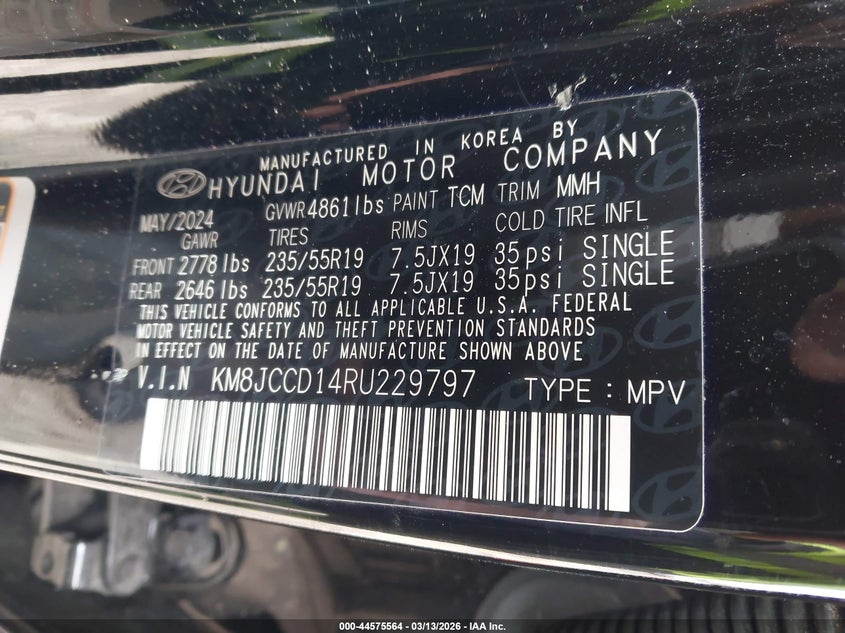 MANUFACTURED IN KOREA BY
HYUNDAI MOTOR COMPANY
MAY/2024 GVWR 4861lbs PAINT TCM TRIM MMH
GAWR TIRES RIMS COLD TIRE INFL
FRONT 2778 lbs 235/55R19 7.5JX19 35psi SINGLE
REAR 2646 lbs 235/55R19 7.5JX19 35psi SINGLE
THIS VEHICLE CONFORMS TO ALL APPLICABLE U.S.A. FEDERAL
MOTOR VEHICLE SAFETY AND THEFT PREVENTION STANDARDS
IN EFFECT ON THE DATE OF MANUFACTURE SHOWN ABOVE
V.I.N KM8JCCD14RU229797 TYPE : MPV
000-44575564 - 03/13/2026 - IAA Inc.